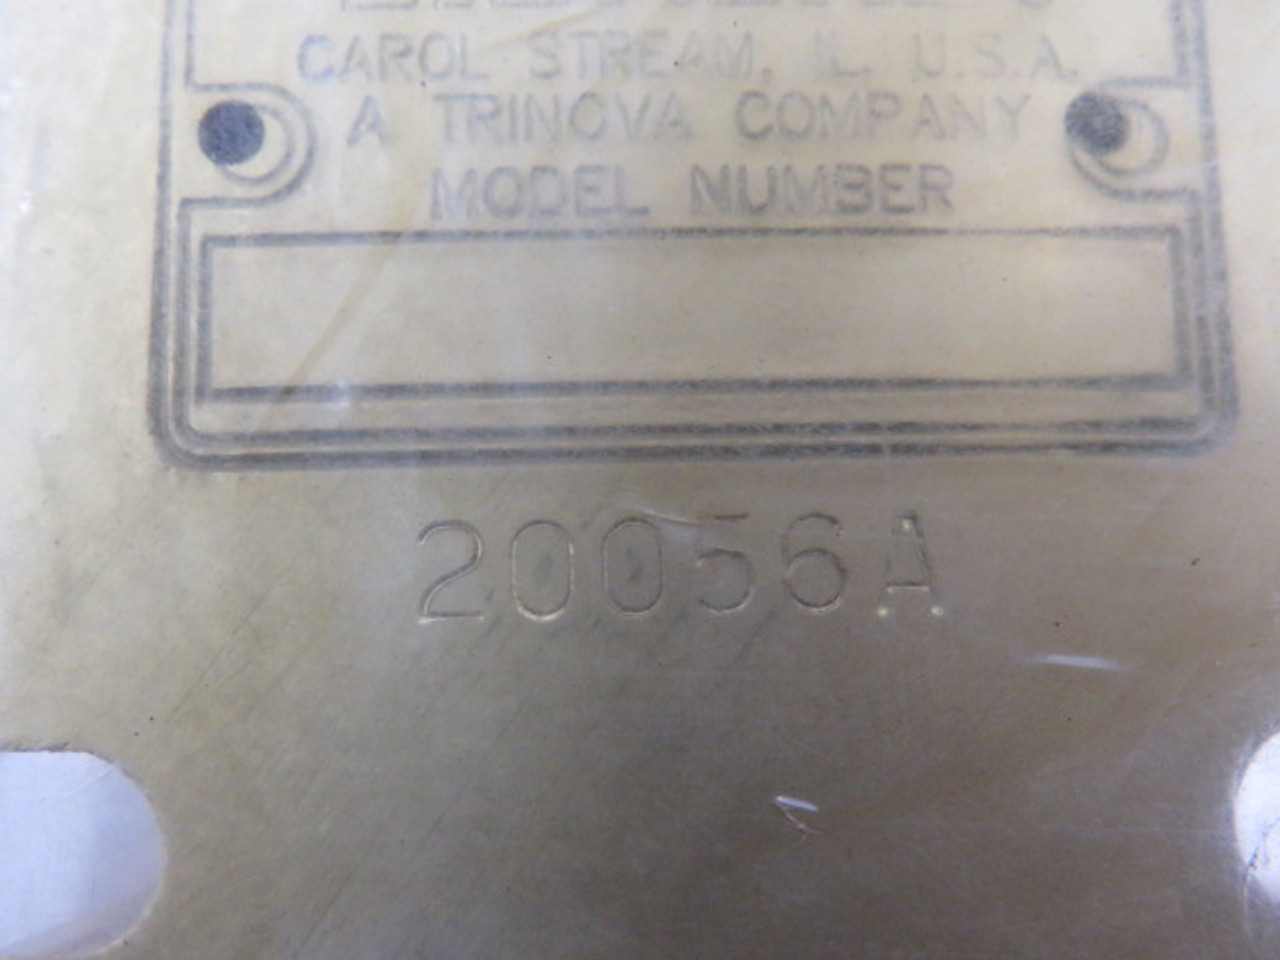 CAROL STREAM, IL. U.S.A.
A TRINOVA COMPANY
MODEL NUMBER
20056A